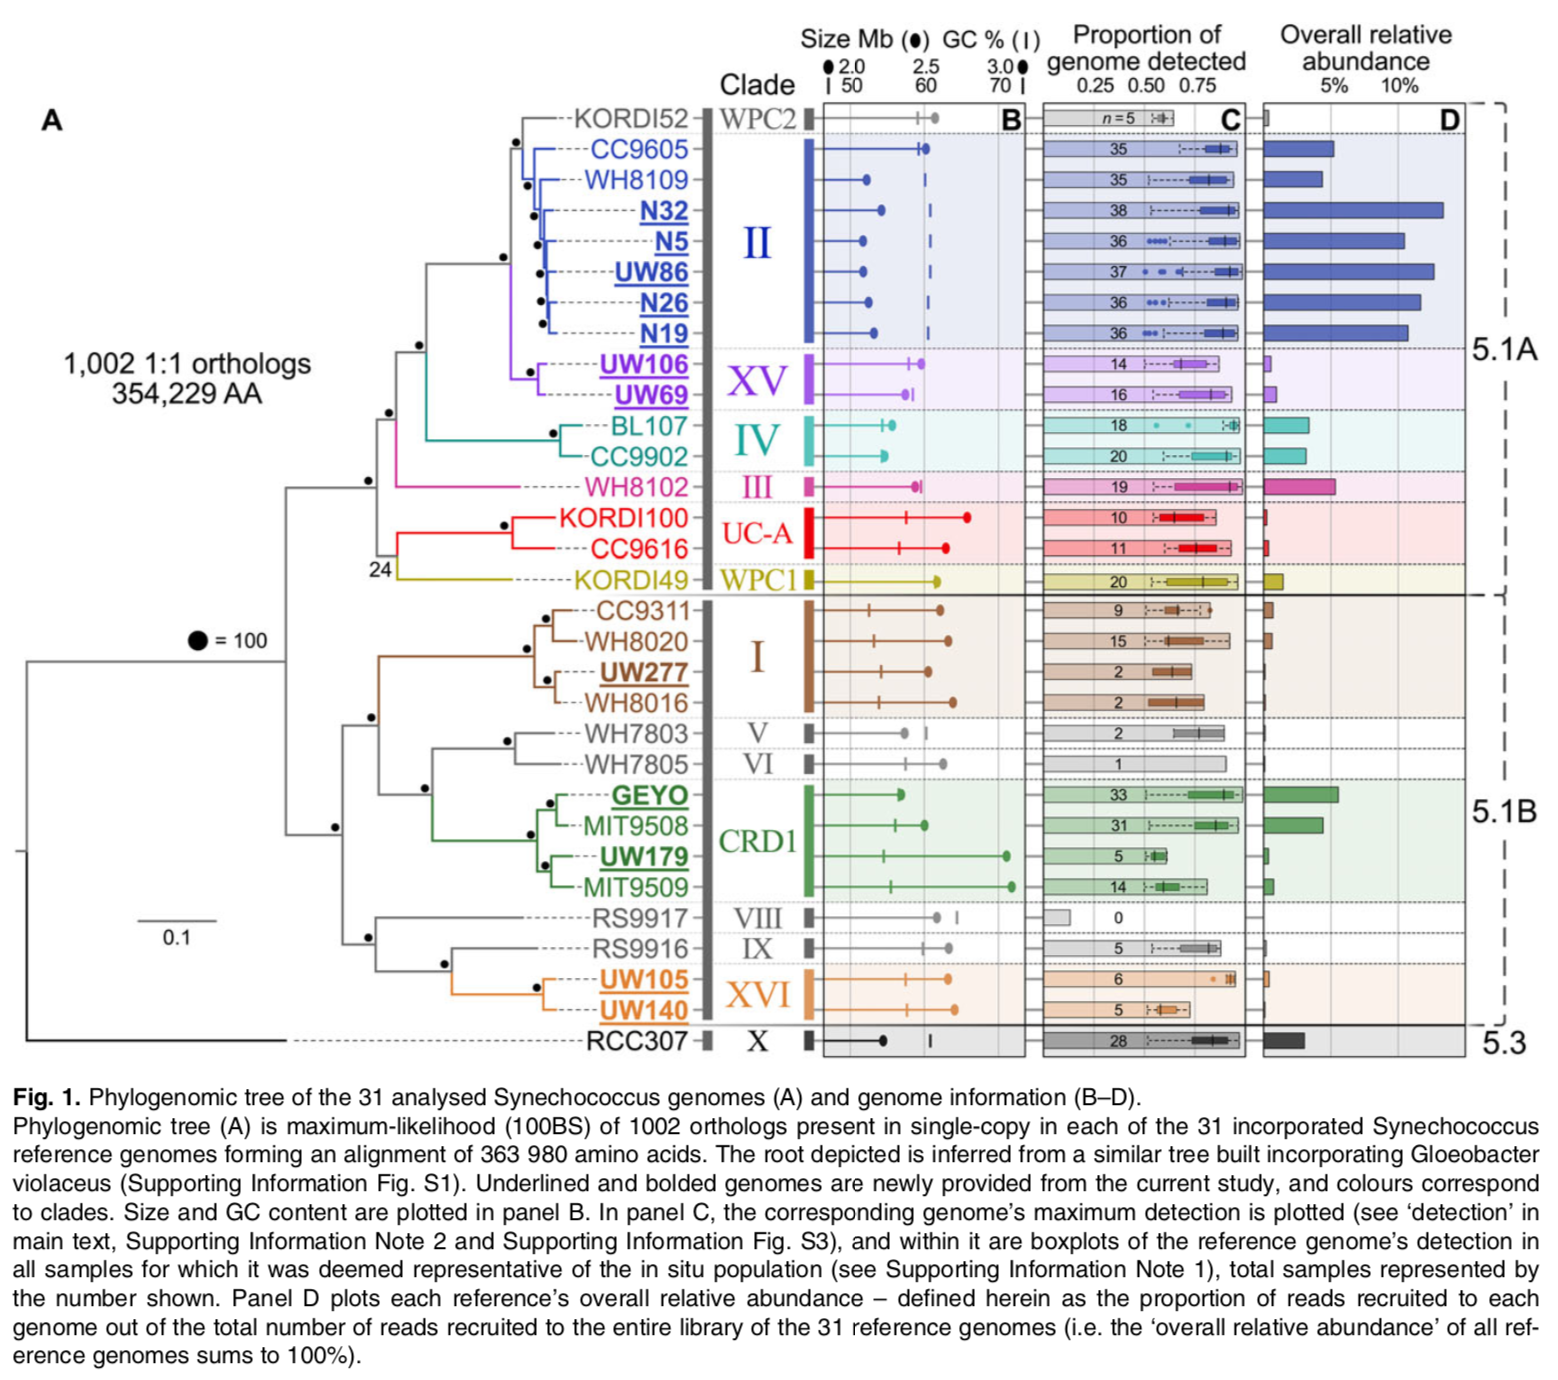 Size Mb (●) GC % (I)
Proportion of
genome detected
Overall relative
abundance
Clade
2.0 2.5 3.0
50 60 70
0.25 0.50 0.75
5% 10%
A
B
C
D
KORDI52 WPC2 n = 5
CC9605 35
WH8109 35
N32 38
N5 II 36
UW86 37
N26 36
N19 36
5.1A
1,002 1:1 orthologs
354,229 AA
UW106 14
XV
UW69 16
BL107 18
IV
CC9902 20
WH8102 III 19
KORDI100 10
UC-A
CC9616 11
24
KORDI49 WPC1 20
CC9311 9
● = 100
WH8020 15
I
UW277 2
WH8016 2
WH7803 V 2
WH7805 VI 1
GEYO 33
5.1B
MIT9508 31
CRD1
UW179 5
MIT9509 14
RS9917 VIII 0
0.1
RS9916 IX 5
UW105 6
XVI
UW140 5
RCC307 X 28
5.3
Fig. 1. Phylogenomic tree of the 31 analysed Synechococcus genomes (A) and genome information (B–D).
Phylogenomic tree (A) is maximum-likelihood (100BS) of 1002 orthologs present in single-copy in each of the 31 incorporated Synechococcus
reference genomes forming an alignment of 363 980 amino acids. The root depicted is inferred from a similar tree built incorporating Gloeobacter
violaceus (Supporting Information Fig. S1). Underlined and bolded genomes are newly provided from the current study, and colours correspond
to clades. Size and GC content are plotted in panel B. In panel C, the corresponding genome's maximum detection is plotted (see 'detection' in
main text, Supporting Information Note 2 and Supporting Information Fig. S3), and within it are boxplots of the reference genome's detection in
all samples for which it was deemed representative of the in situ population (see Supporting Information Note 1), total samples represented by
the number shown. Panel D plots each reference's overall relative abundance – defined herein as the proportion of reads recruited to each
genome out of the total number of reads recruited to the entire library of the 31 reference genomes (i.e. the 'overall relative abundance' of all ref-
erence genomes sums to 100%).